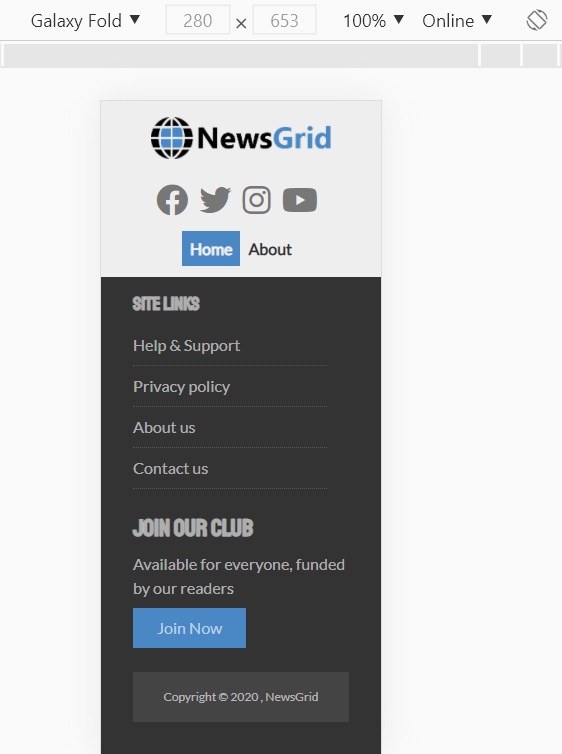 Galaxy Fold ▼ 280 × 653 100% ▼ Online ▼
NewsGrid
Home About
SITE LINKS
Help & Support
Privacy policy
About us
Contact us
JOIN OUR CLUB
Available for everyone, funded
by our readers
Join Now
Copyright © 2020 , NewsGrid